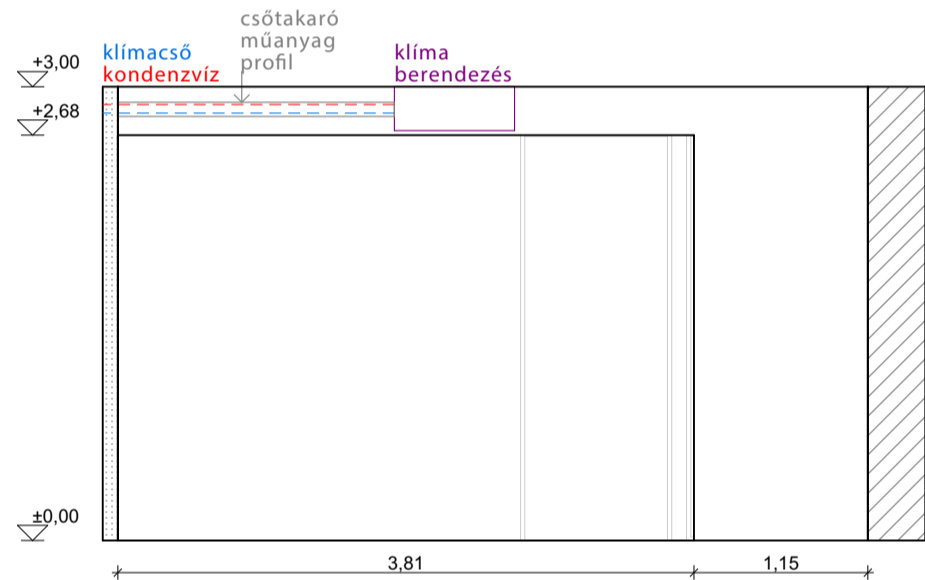 csőtakaró
műanyag
profil
klímacső
kondenzvíz
klíma
berendezés
+3,00
+2,68
±0,00
3,81
1,15